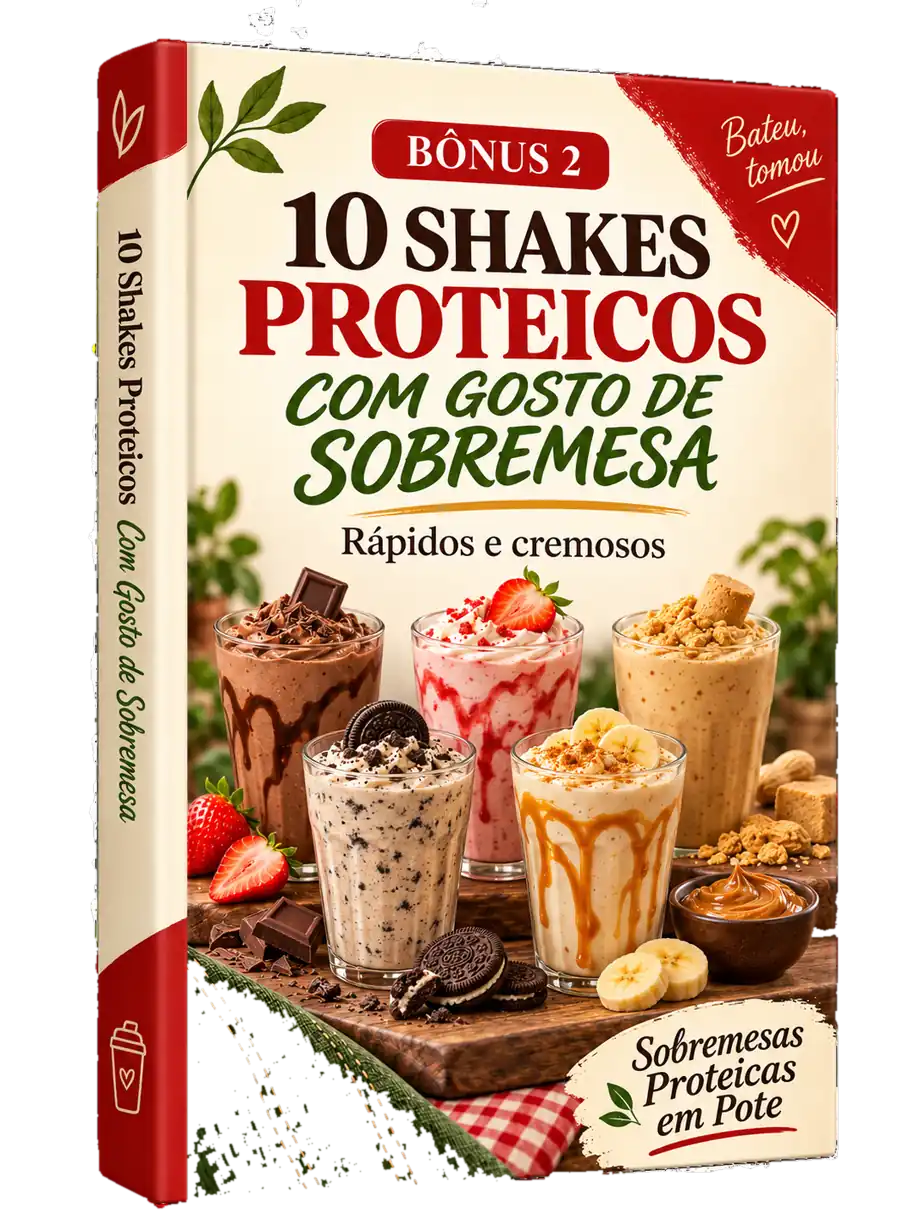 BÔNUS 2
Bateu,
tomou
10 SHAKES
PROTEICOS
COM GOSTO DE
SOBREMESA
Rápidos e cremosos
10 Shakes Proteicos Com Gosto de Sobremesa
Sobremesas
Proteicas
em Pote